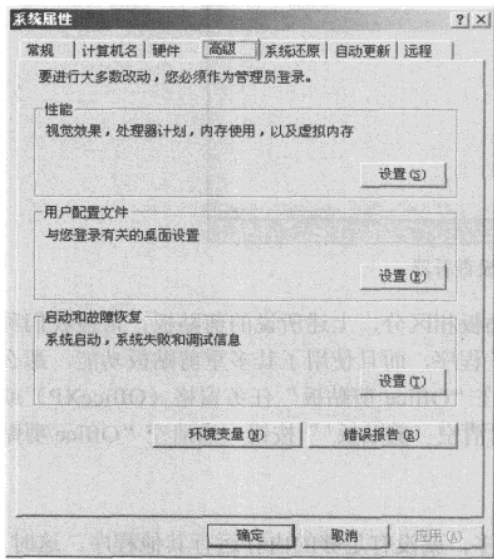 系统属性
常规 计算机名 硬件 高级 系统还原 自动更新 远程
要进行大多数改动，您必须作为管理员登录。
性能
视觉效果，处理器计划，内存使用，以及虚拟内存
设置(S)
用户配置文件
与您登录有关的桌面设置
设置(E)
启动和故障恢复
系统启动，系统失败和调试信息
设置(T)
环境变量(N) 错误报告(R)
确定 取消 应用(A)